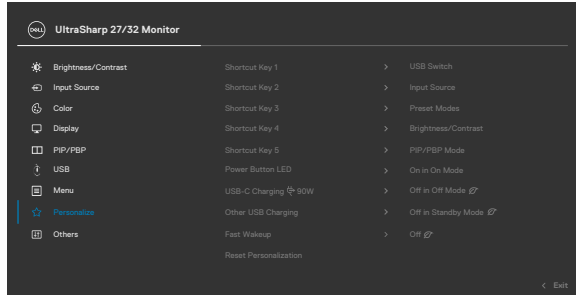 DELL UltraSharp 27/32 Monitor
Brightness/Contrast Shortcut Key 1 > USB Switch
Input Source Shortcut Key 2 > Input Source
Color Shortcut Key 3 > Preset Modes
Display Shortcut Key 4 > Brightness/Contrast
PIP/PBP Shortcut Key 5 > PIP/PBP Mode
USB Power Button LED > On in On Mode
Menu USB-C Charging 90W > Off in Off Mode
Personalize Other USB Charging > Off in Standby Mode
Others Fast Wakeup > Off
Reset Personalization
< Exit